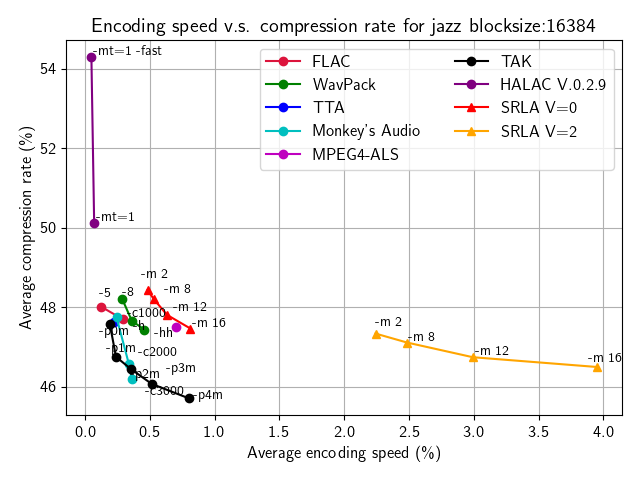 Encoding speed v.s. compression rate for jazz blocksize:16384
Average compression rate (%)
54
52
50
48
46
FLAC
WavPack
TTA
Monkey's Audio
MPEG4-ALS
TAK
HALAC V.0.2.9
SRLA V=0
SRLA V=2
-mt=1 -fast
-mt=1
-m 2
-5
-8
-m 8
-c1000
-m 12
-m 16
-p0m
-hh
-p1m
-c2000
-p2m
-p3m
-c3000
-p4m
-m 2
-m 8
-m 12
-m 16
0.0 0.5 1.0 1.5 2.0 2.5 3.0 3.5 4.0
Average encoding speed (%)